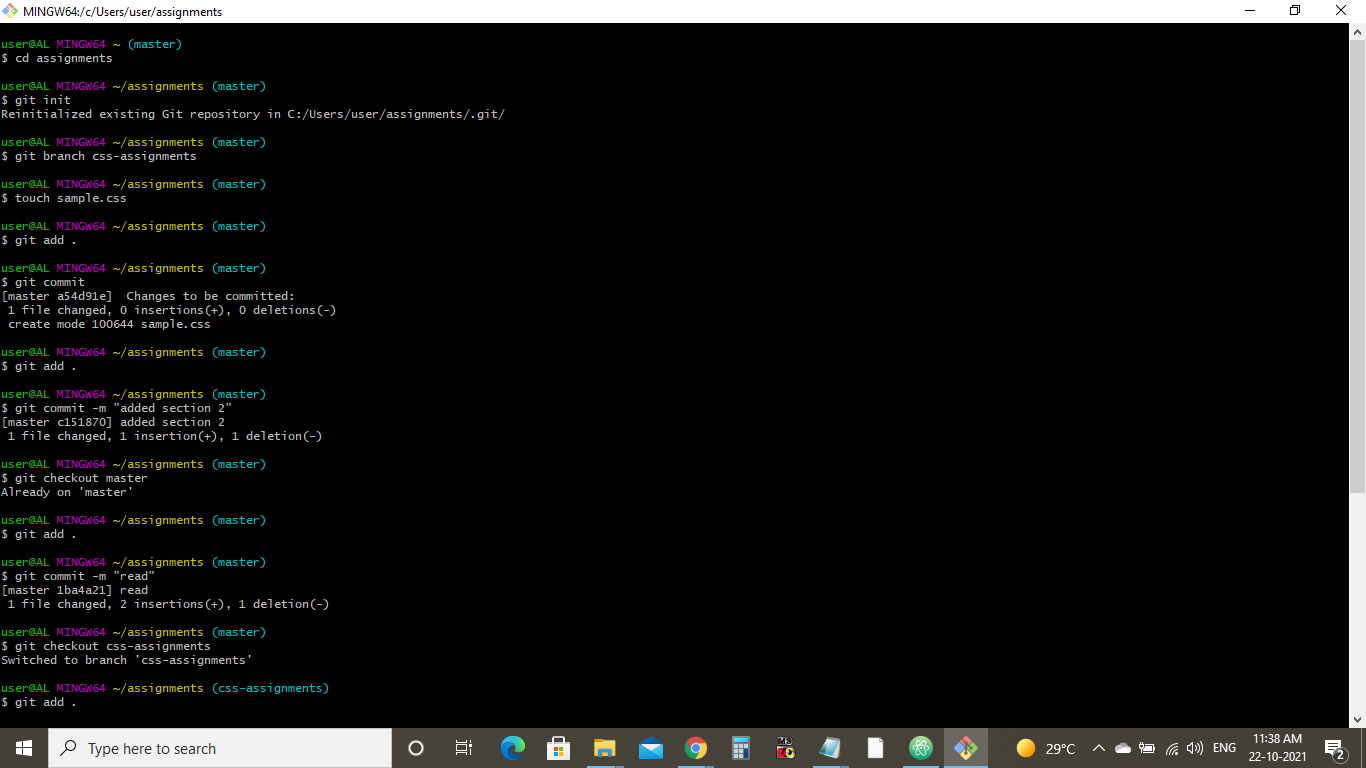 MINGW64:/c/Users/user/assignments
user@AL MINGW64 ~ (master)
$ cd assignments
user@AL MINGW64 ~/assignments (master)
$ git init
Reinitialized existing Git repository in C:/Users/user/assignments/.git/
user@AL MINGW64 ~/assignments (master)
$ git branch css-assignments
user@AL MINGW64 ~/assignments (master)
$ touch sample.css
user@AL MINGW64 ~/assignments (master)
$ git add .
user@AL MINGW64 ~/assignments (master)
$ git commit
[master a54d91e]  Changes to be committed:
 1 file changed, 0 insertions(+), 0 deletions(-)
 create mode 100644 sample.css
user@AL MINGW64 ~/assignments (master)
$ git add .
user@AL MINGW64 ~/assignments (master)
$ git commit -m "added section 2"
[master c151870] added section 2
 1 file changed, 1 insertion(+), 1 deletion(-)
user@AL MINGW64 ~/assignments (master)
$ git checkout master
Already on 'master'
user@AL MINGW64 ~/assignments (master)
$ git add .
user@AL MINGW64 ~/assignments (master)
$ git commit -m "read"
[master 1ba4a21] read
 1 file changed, 2 insertions(+), 1 deletion(-)
user@AL MINGW64 ~/assignments (master)
$ git checkout css-assignments
Switched to branch 'css-assignments'
user@AL MINGW64 ~/assignments (css-assignments)
$ git add .
Type here to search
29°C
ENG
11:38 AM
22-10-2021
2